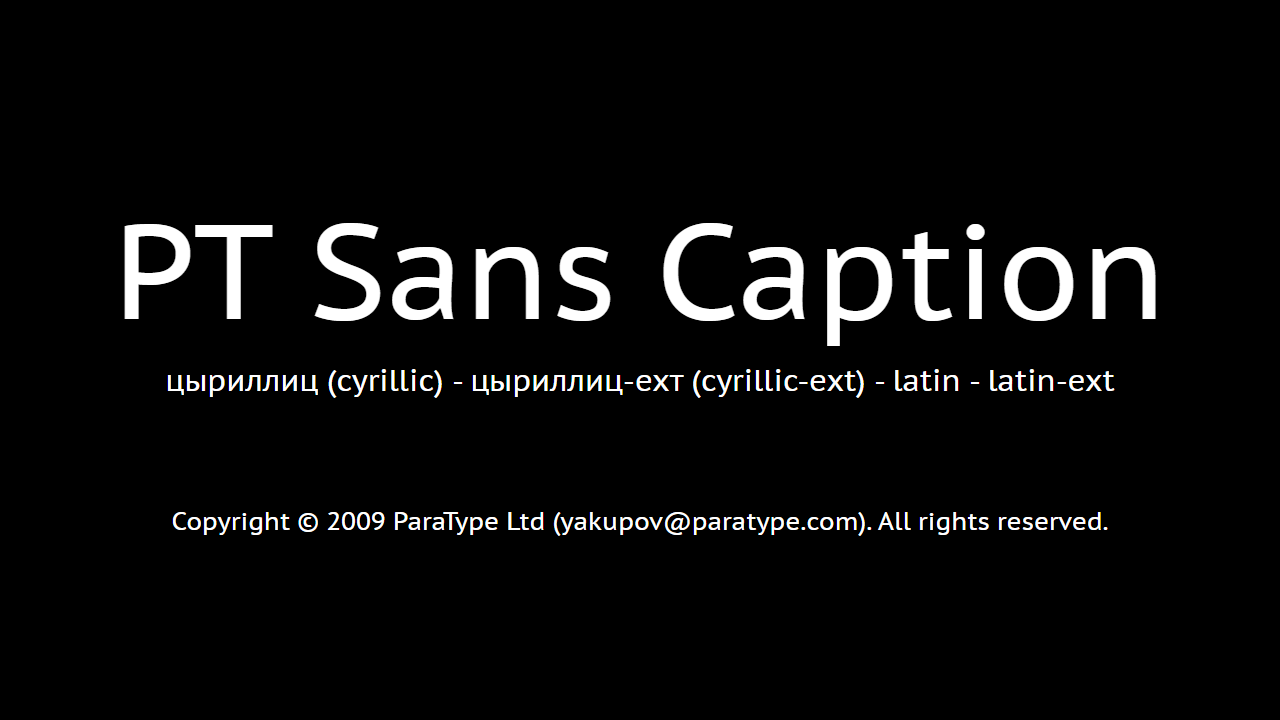 PT Sans Caption
цыриллиц (cyrillic) - цыриллиц-ехт (cyrillic-ext) - latin - latin-ext
Copyright © 2009 ParaType Ltd (yakupov@paratype.com). All rights reserved.